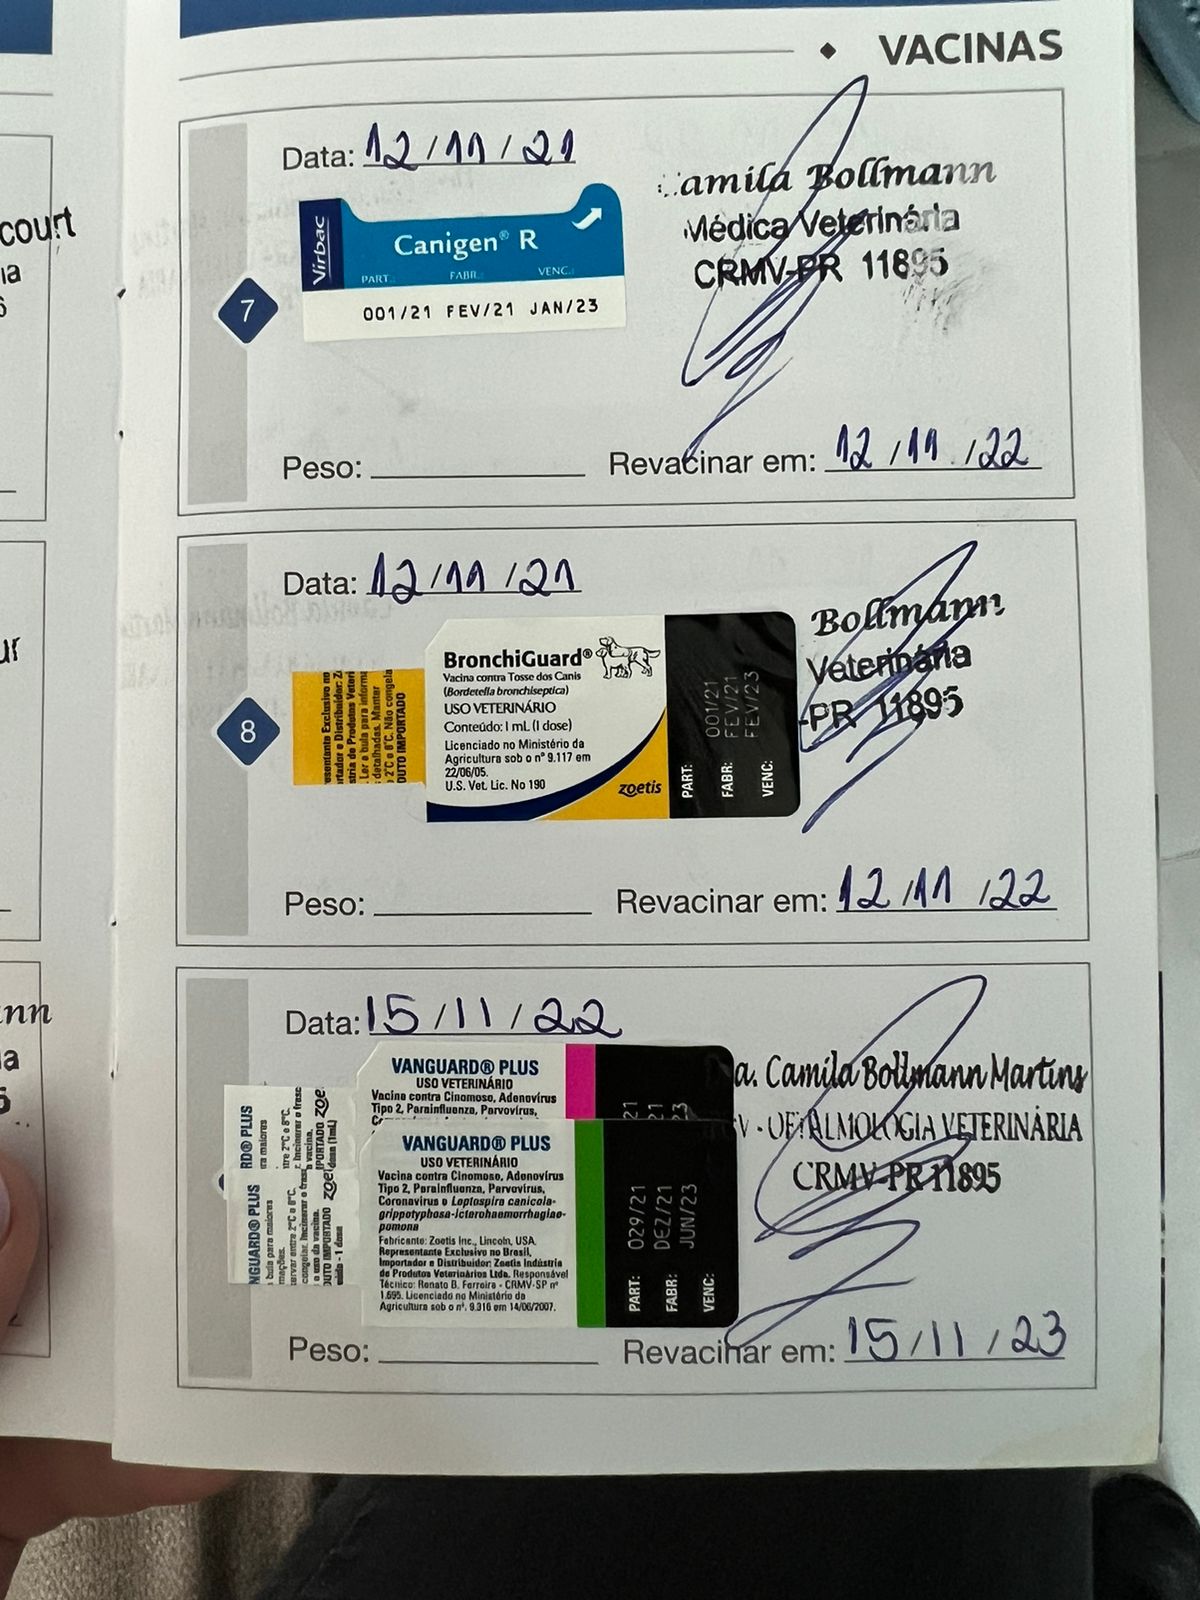 VACINAS
court
Data: 12/11/21
Camila Bollmann
Médica Veterinária
CRMV-PR 11895
Virbac
Canigen® R
PART.: FABR.: VENC.:
001/21 FEV/21 JAN/23
7
Peso: Revacinar em: 12/11/22
Data: 12/11/21
Bollmann
Veterinária
-PR 11895
BronchiGuard®
Vacina contra Tosse dos Canis
(Bordetella bronchiseptica)
USO VETERINÁRIO
Conteúdo: 1 mL (1 dose)
Licenciado no Ministério da
Agricultura sob o nº 9.117 em
22/06/05.
U.S. Vet. Lic. No 190
zoetis
PART: 001/21
FABR: FEV/21
VENC: FEV/23
8
Peso: Revacinar em: 12/11/22
Data: 15/11/22
a. Camila Bollmann Martins
OFTALMOLOGIA VETERINÁRIA
CRMV-PR 11895
VANGUARD® PLUS
USO VETERINÁRIO
Vacina contra Cinomose, Adenovírus
Tipo 2, Parainfluenza, Parvovírus,
VANGUARD® PLUS
USO VETERINÁRIO
Vacina contra Cinomose, Adenovírus
Tipo 2, Parainfluenza, Parvovírus,
Coronavírus e Leptospira canicola-
grippotyphosa-icterohaemorrhagiae-
pomona
Fabricante: Zoetis Inc., Lincoln, USA.
Representante Exclusivo no Brasil,
Importador e Distribuidor: Zoetis Indústria
de Produtos Veterinários Ltda. Responsável
Técnico: Renato B. Ferreira - CRMV-SP nº
1.695. Licenciado no Ministério da
Agricultura sob o nº. 9.316 em 14/06/2007.
PART: 029/21
FABR: DEZ/21
VENC: JUN/23
Peso: Revacinar em: 15/11/23